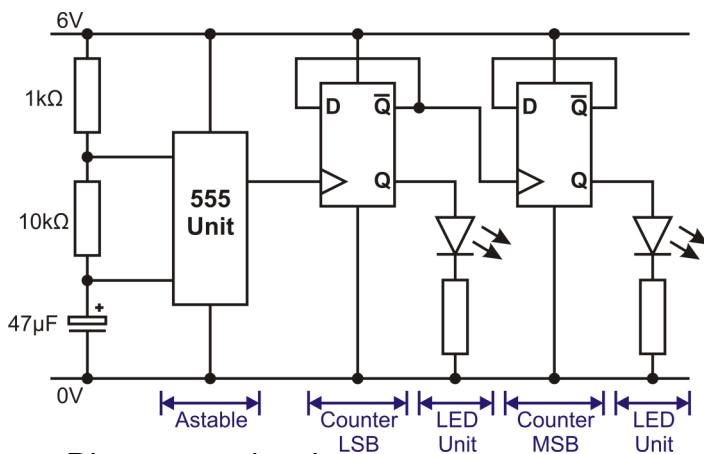 6V
1kΩ
10kΩ
47µF
+
0V
555
Unit
D
Q̅
Q
D
Q̅
Q
Astable
Counter
LSB
LED
Unit
Counter
MSB
LED
Unit